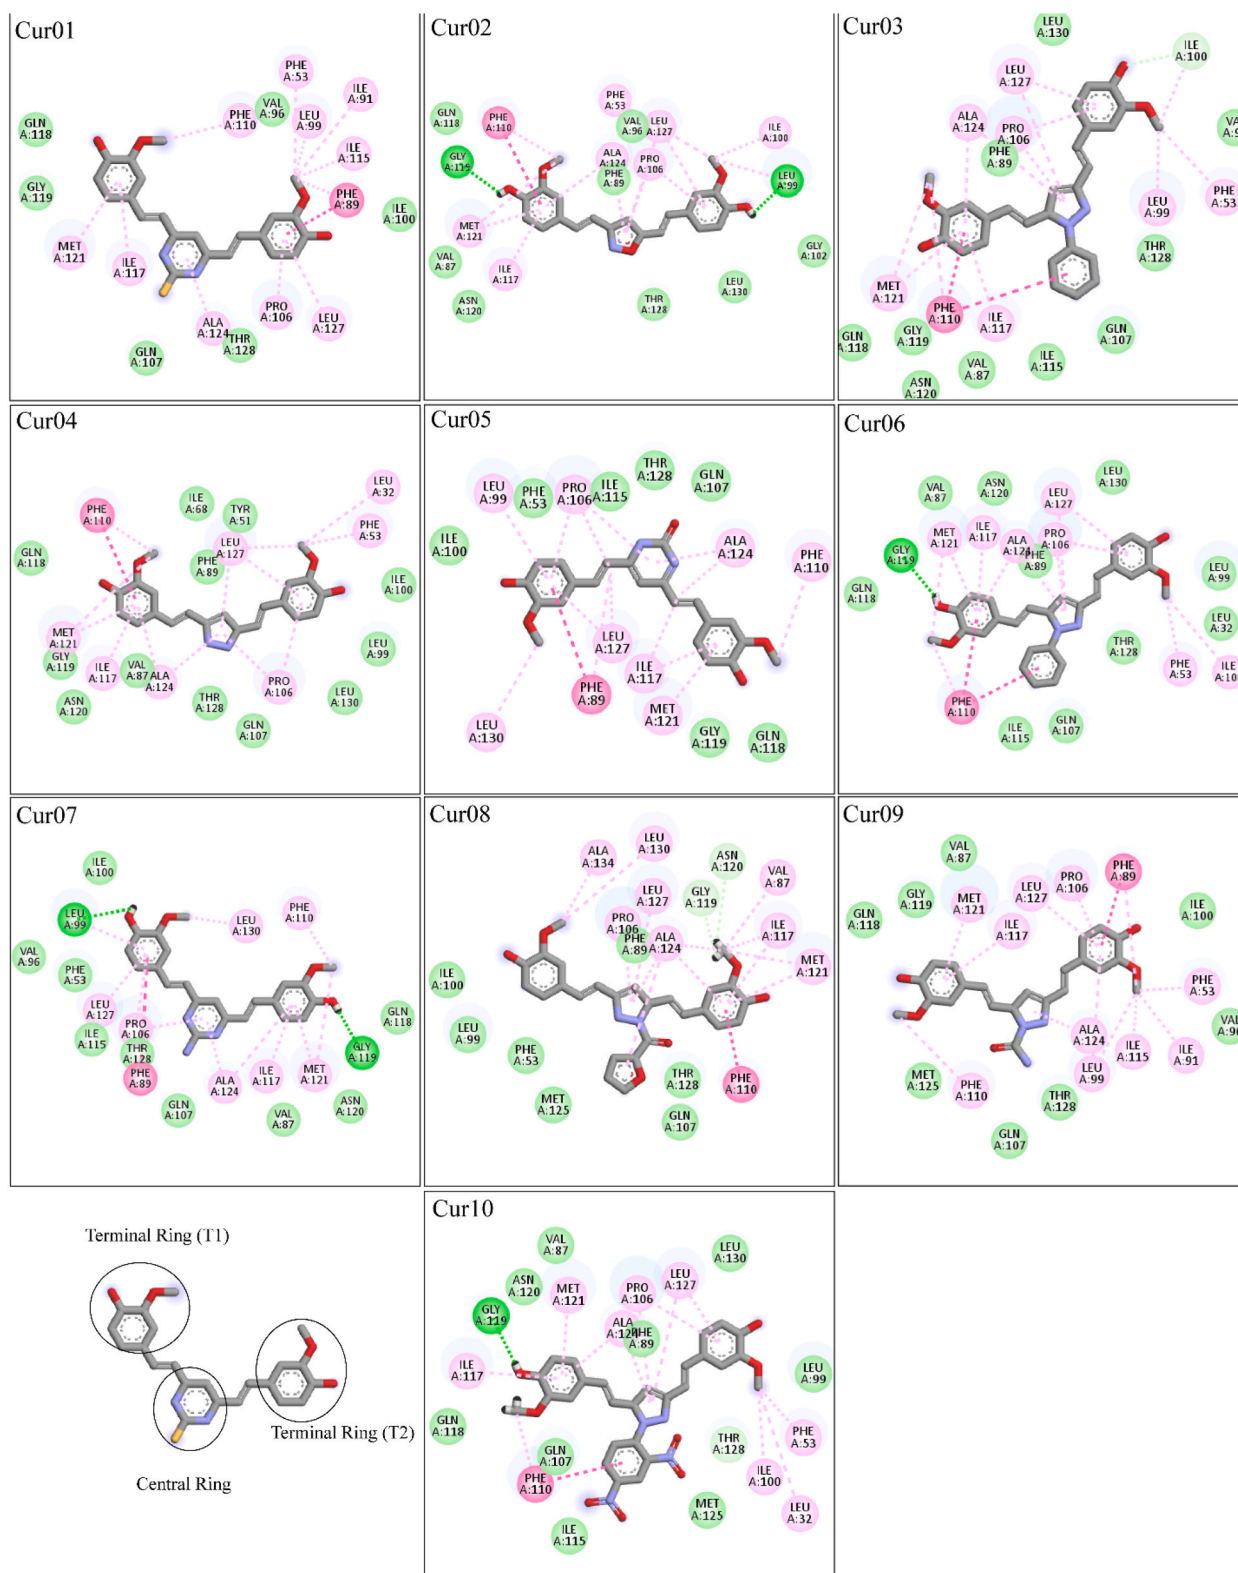 Cur01
PHE
A:53
ILE
A:91
VAL
A:96
PHE
A:110
LEU
A:99
GLN
A:118
ILE
A:115
GLY
A:119
PHE
A:89
ILE
A:100
MET
A:121
ILE
A:117
PRO
A:106
LEU
A:127
ALA
A:124
THR
A:128
GLN
A:107
Cur02
PHE
A:53
GLN
A:118
PHE
A:110
VAL
A:96
LEU
A:127
ILE
A:100
GLY
A:119
ALA
A:124
PRO
A:106
PHE
A:89
LEU
A:99
MET
A:121
VAL
A:87
ILE
A:117
GLY
A:102
ASN
A:120
THR
A:128
LEU
A:130
Cur03
LEU
A:130
ILE
A:100
LEU
A:127
ALA
A:124
PRO
A:106
PHE
A:89
PHE
A:53
LEU
A:99
THR
A:128
MET
A:121
PHE
A:110
ILE
A:117
GLN
A:118
GLY
A:119
GLN
A:107
ILE
A:115
VAL
A:87
ASN
A:120
Cur04
LEU
A:32
PHE
A:110
ILE
A:68
TYR
A:51
PHE
A:53
LEU
A:127
GLN
A:118
PHE
A:89
ILE
A:100
MET
A:121
GLY
A:119
ILE
A:117
VAL
A:87
ALA
A:124
PRO
A:106
LEU
A:99
ASN
A:120
THR
A:128
LEU
A:130
GLN
A:107
Cur05
LEU
A:99
PHE
A:53
PRO
A:106
ILE
A:115
THR
A:128
GLN
A:107
ILE
A:100
ALA
A:124
PHE
A:110
LEU
A:127
ILE
A:117
PHE
A:89
MET
A:121
LEU
A:130
GLY
A:119
GLN
A:118
Cur06
VAL
A:87
ASN
A:120
LEU
A:127
LEU
A:130
MET
A:121
ILE
A:117
ALA
A:124
PRO
A:106
GLY
A:119
PHE
A:89
GLN
A:118
LEU
A:99
LEU
A:32
THR
A:128
PHE
A:53
ILE
PHE
A:110
ILE
A:115
GLN
A:107
Cur07
ILE
A:100
LEU
A:99
LEU
A:130
PHE
A:110
VAL
A:96
PHE
A:53
LEU
A:127
PRO
A:106
ILE
A:115
THR
A:128
PHE
A:89
GLN
A:118
GLY
A:119
ALA
A:124
ILE
A:117
MET
A:121
GLN
A:107
VAL
A:87
ASN
A:120
Cur08
ALA
A:134
LEU
A:130
ASN
A:120
VAL
A:87
LEU
A:127
GLY
A:119
PRO
A:106
PHE
A:89
ALA
A:124
ILE
A:117
MET
A:121
ILE
A:100
LEU
A:99
PHE
A:53
MET
A:125
THR
A:128
GLN
A:107
PHE
A:110
Cur09
VAL
A:87
PHE
A:89
PRO
A:106
LEU
A:127
GLY
A:119
MET
A:121
GLN
A:118
ILE
A:117
ILE
A:100
PHE
A:53
ALA
A:124
ILE
A:115
ILE
A:91
LEU
A:99
MET
A:125
PHE
A:110
THR
A:128
GLN
A:107
Terminal Ring (T1)
Terminal Ring (T2)
Central Ring
Cur10
VAL
A:87
LEU
A:130
ASN
A:120
MET
A:121
PRO
A:106
LEU
A:127
GLY
A:119
ALA
A:124
PHE
A:89
ILE
A:117
LEU
A:99
GLN
A:118
GLN
A:107
PHE
A:110
THR
A:128
PHE
A:53
ILE
A:100
LEU
A:32
MET
A:125
ILE
A:115